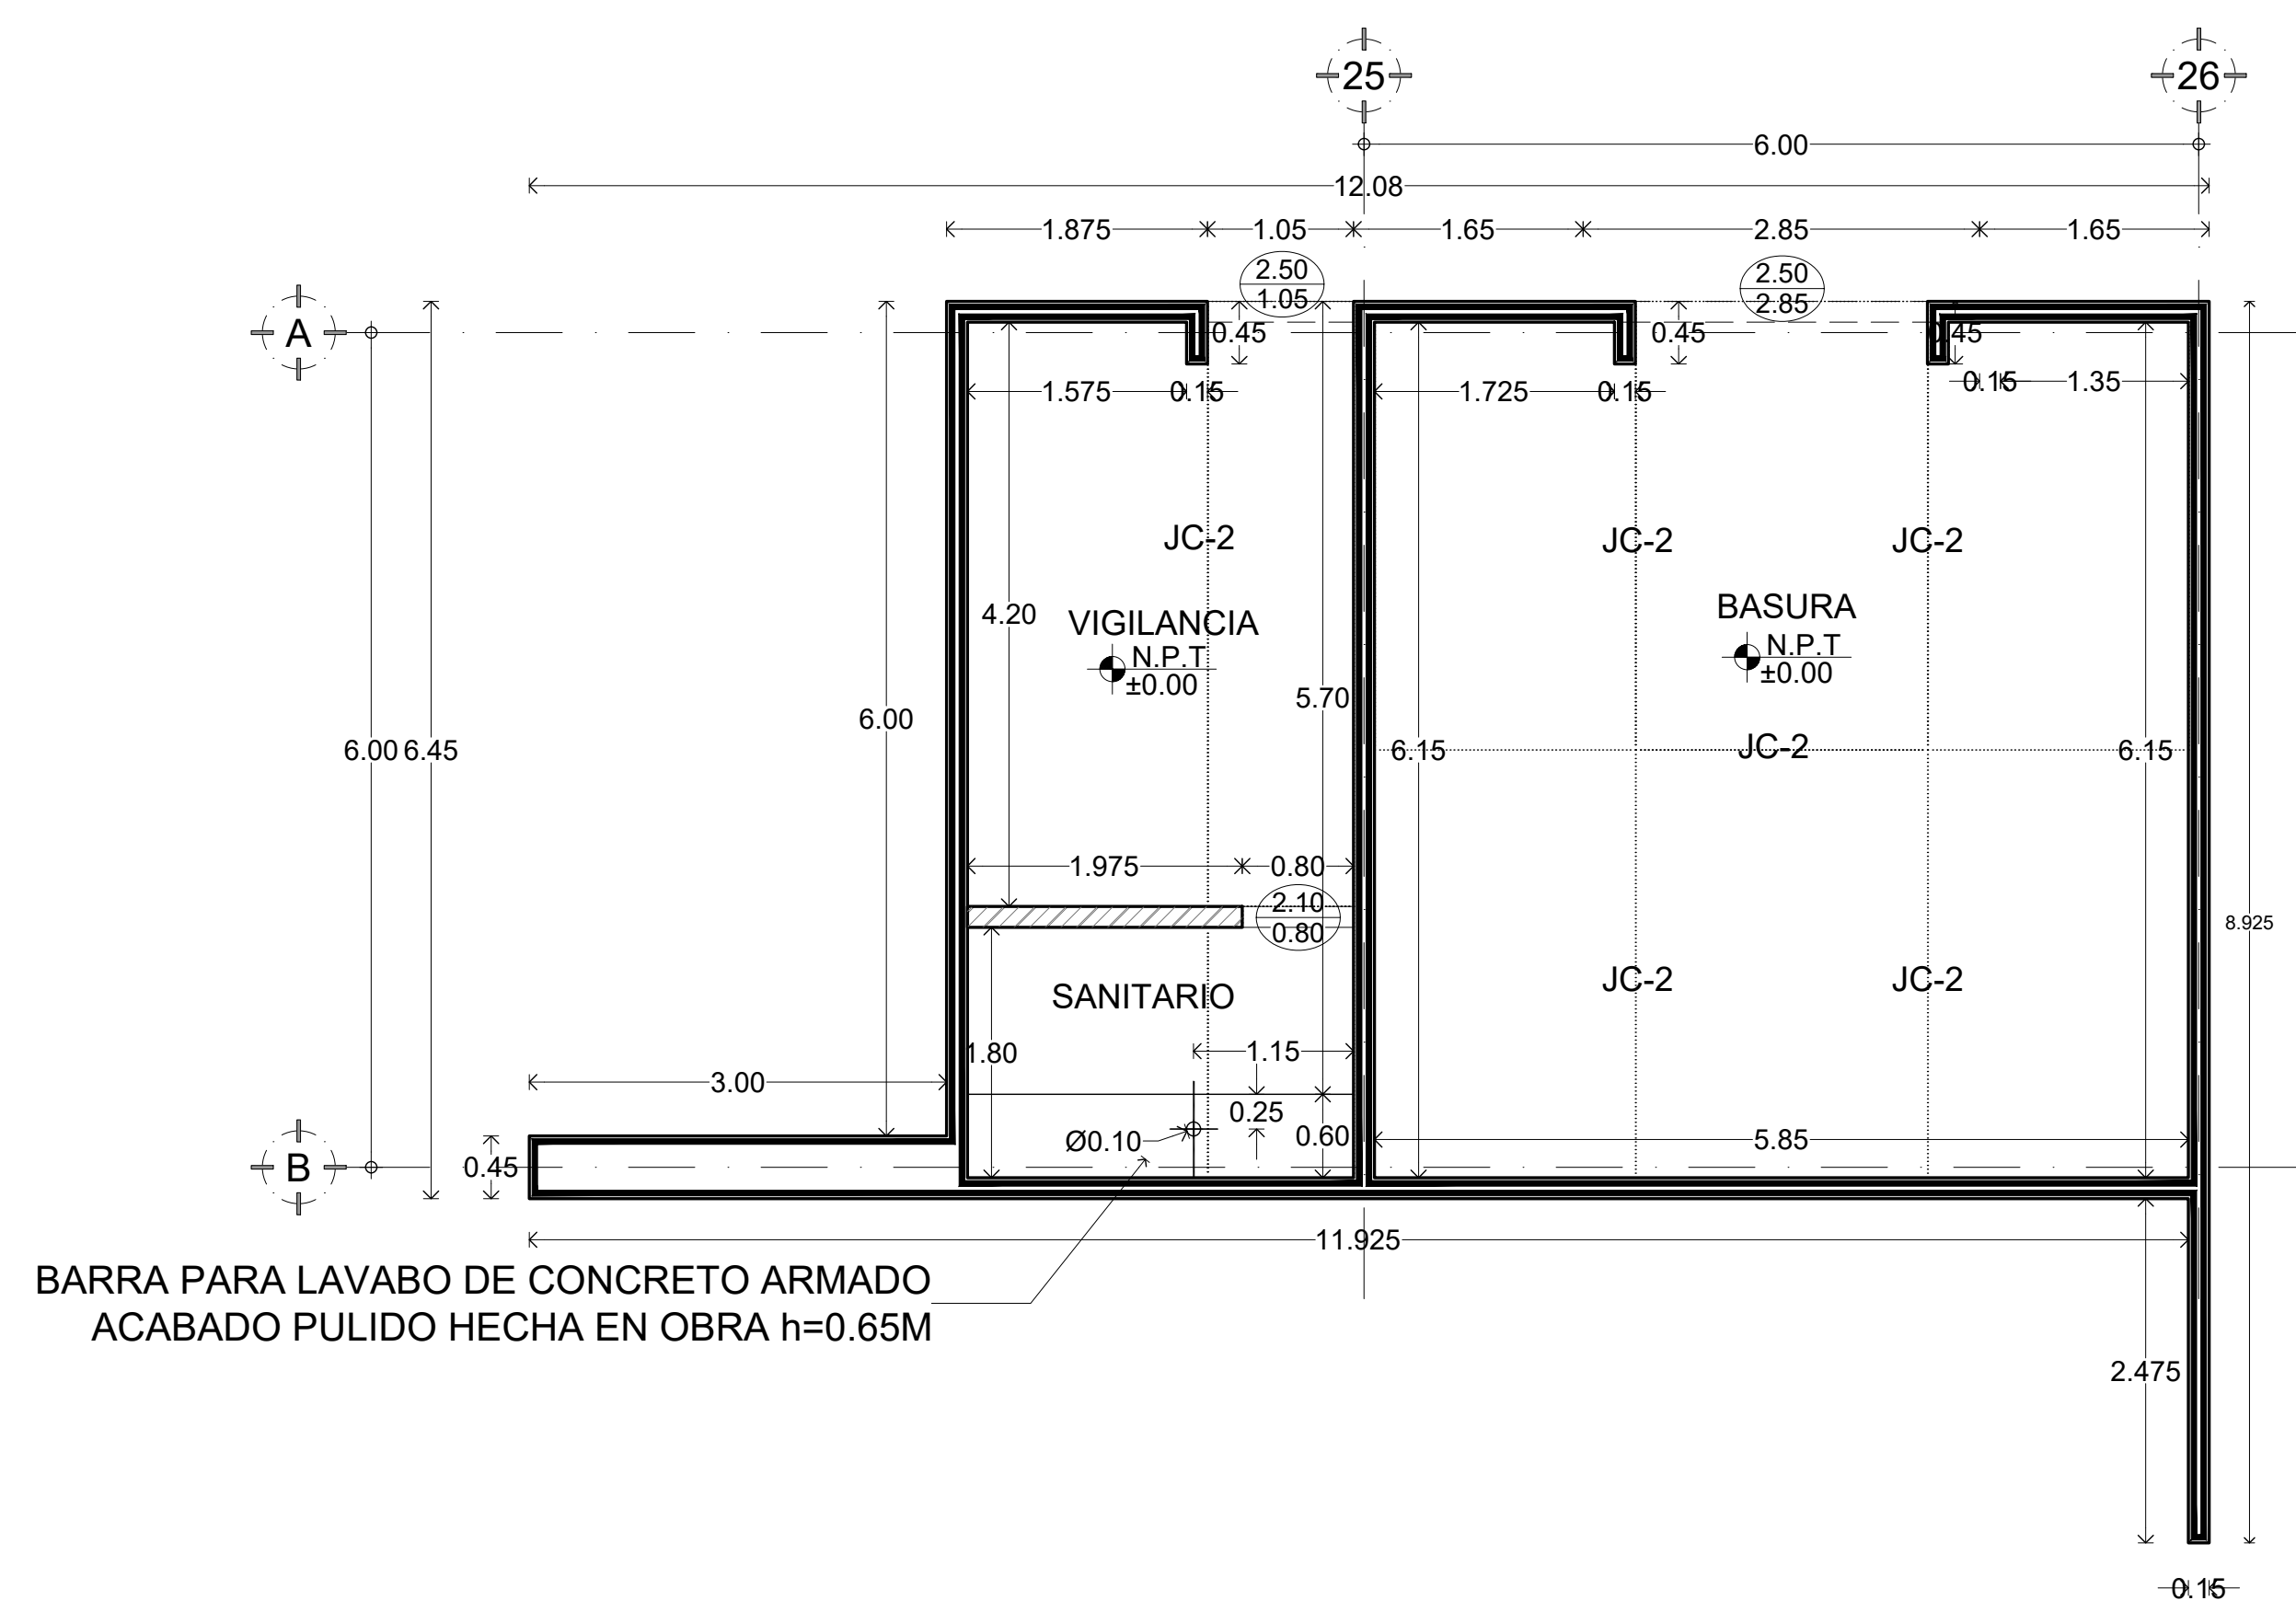 25
26
6.00
12.08
1.875
1.05
1.65
2.85
1.65
2.50
1.05
2.50
2.85
A
0.45
0.45
0.45
1.575
0.15
1.725
0.15
0.15
1.35
JC-2
JC-2
JC-2
4.20
VIGILANCIA
N.P.T
±0.00
BASURA
N.P.T
±0.00
5.70
6.00
6.00
6.45
6.15
JC-2
6.15
1.975
0.80
2.10
0.80
8.925
SANITARIO
JC-2
JC-2
1.80
1.15
3.00
0.25
Ø0.10
0.60
5.85
B
0.45
11.925
BARRA PARA LAVABO DE CONCRETO ARMADO
ACABADO PULIDO HECHA EN OBRA h=0.65M
2.475
0.15